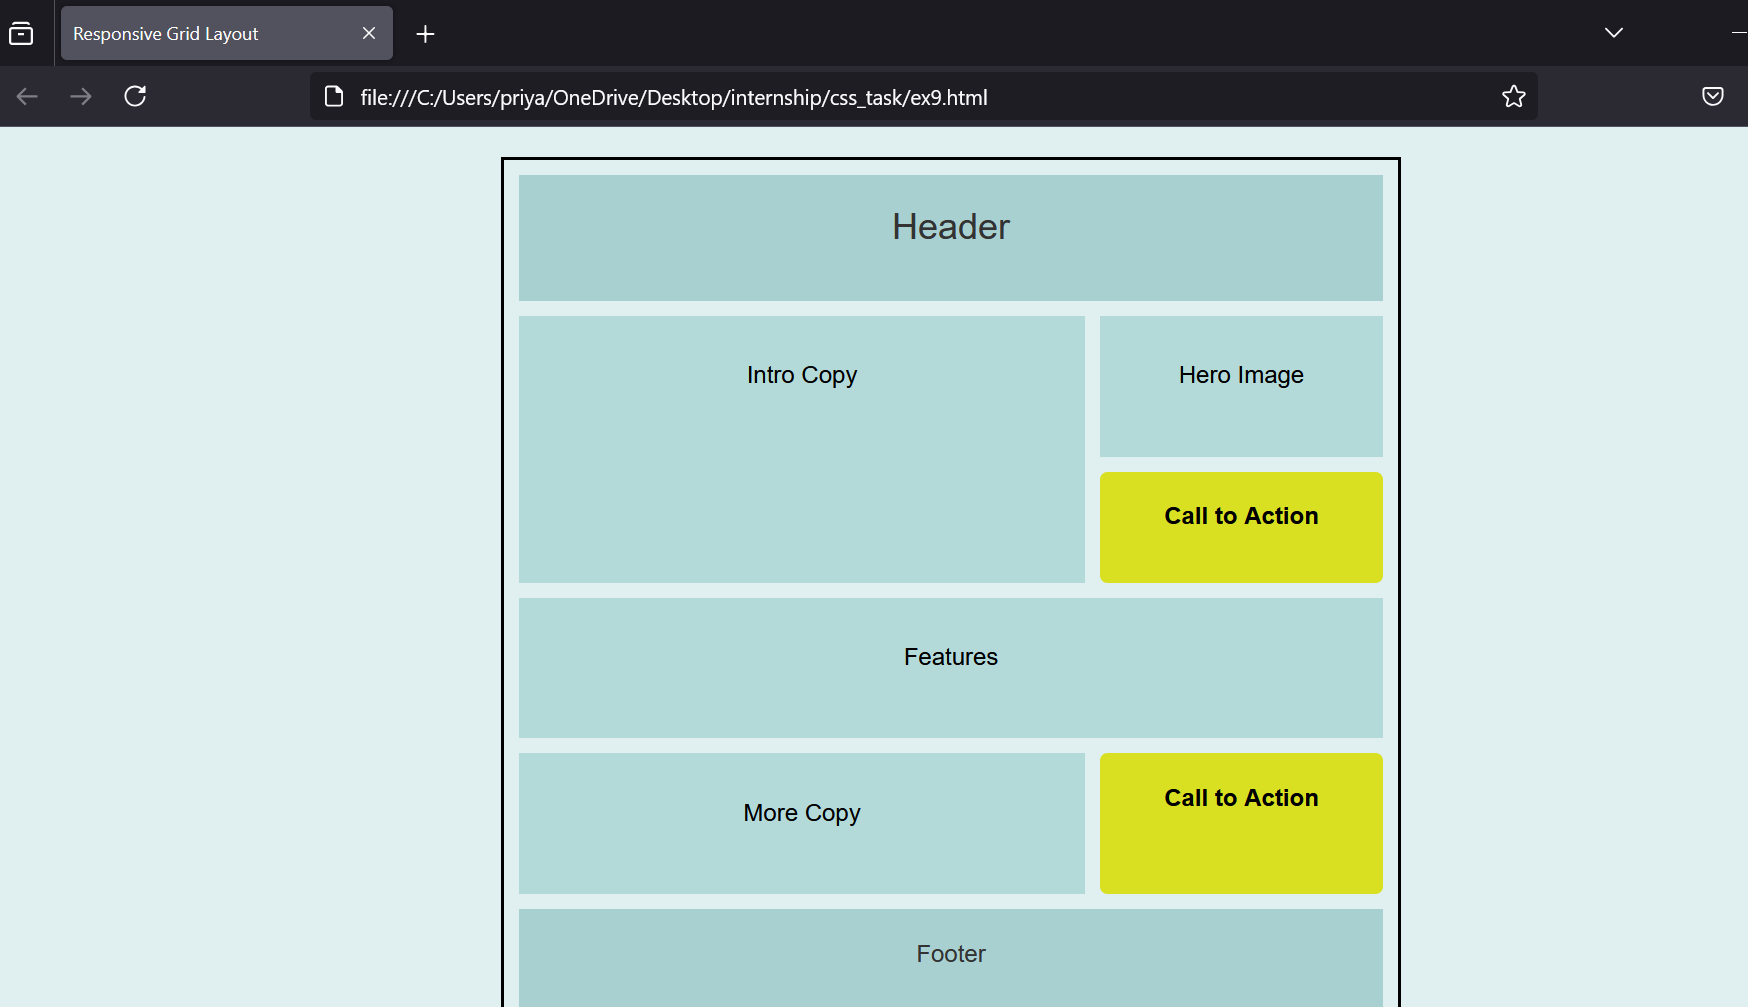 Responsive Grid Layout
file:///C:/Users/priya/OneDrive/Desktop/internship/css_task/ex9.html
Header
Intro Copy
Hero Image
Call to Action
Features
More Copy
Call to Action
Footer